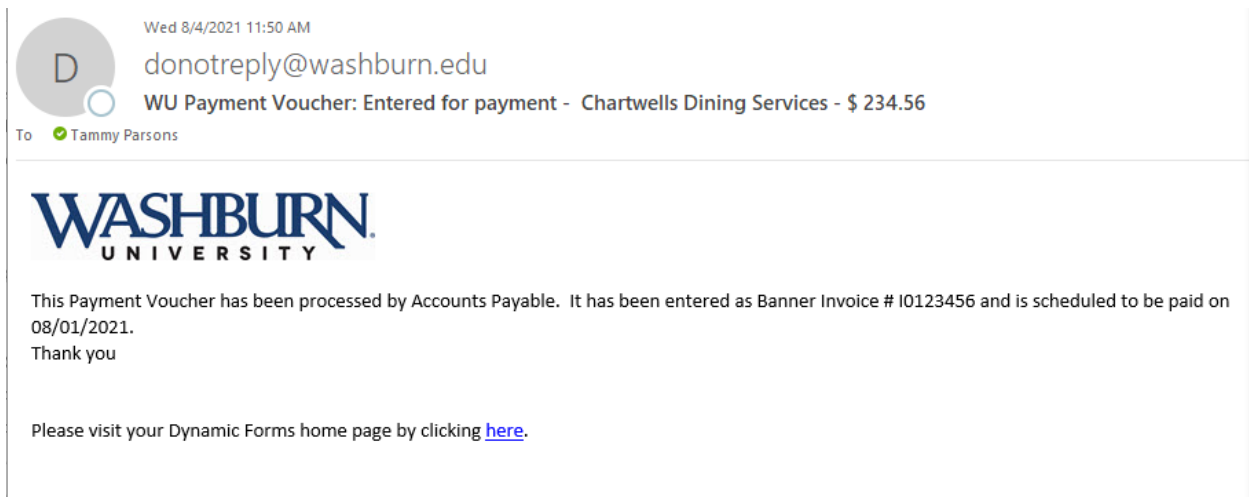 Wed 8/4/2021 11:50 AM
D
donotreply@washburn.edu
WU Payment Voucher: Entered for payment -  Chartwells Dining Services - $ 234.56
To Tammy Parsons
WASHBURN.
UNIVERSITY
This Payment Voucher has been processed by Accounts Payable.  It has been entered as Banner Invoice # I0123456 and is scheduled to be paid on
08/01/2021.
Thank you
Please visit your Dynamic Forms home page by clicking here.